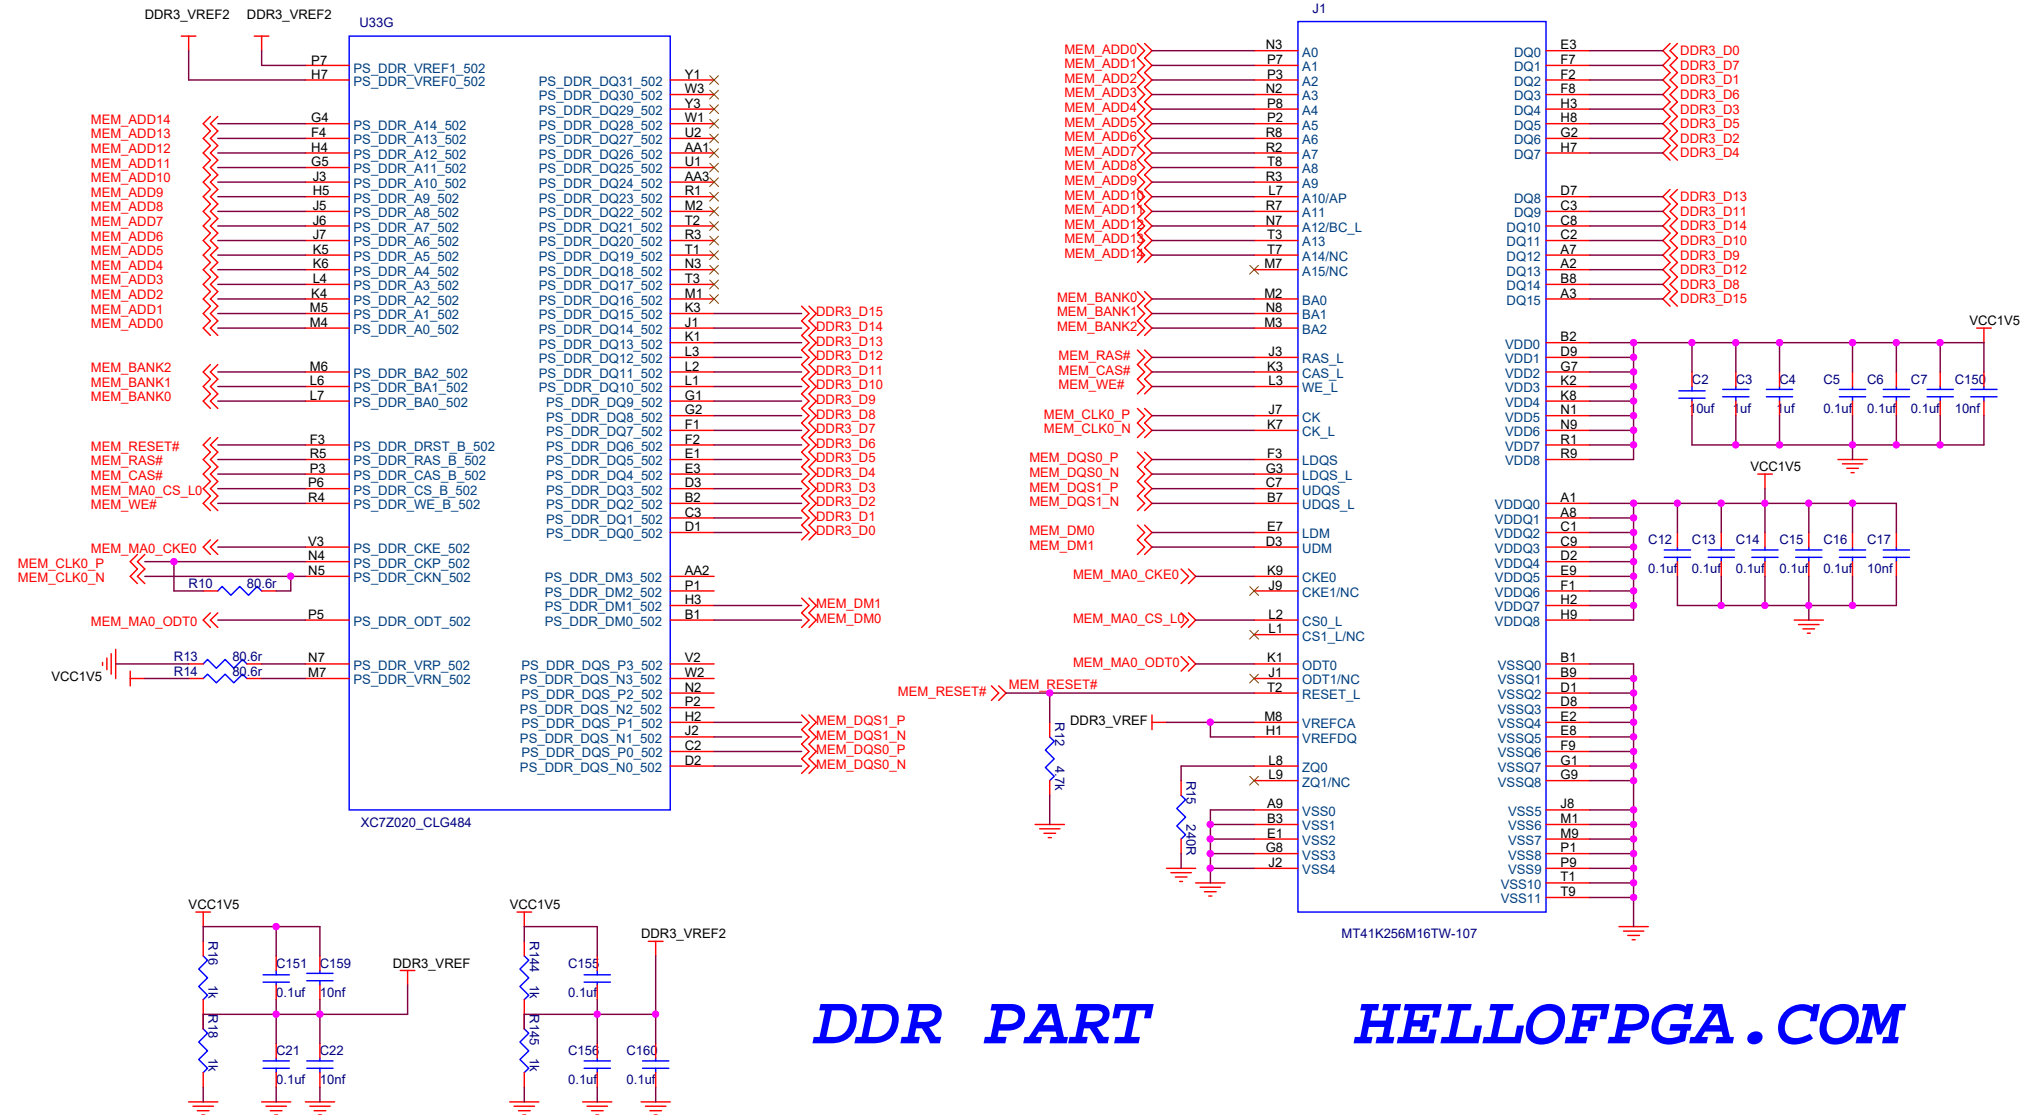 DDR3_VREF2 DDR3_VREF2
U33G
P7 PS_DDR_VREF1_502
H7 PS_DDR_VREF0_502
MEM_ADD14 G4 PS_DDR_A14_502
MEM_ADD13 F4 PS_DDR_A13_502
MEM_ADD12 H4 PS_DDR_A12_502
MEM_ADD11 G5 PS_DDR_A11_502
MEM_ADD10 J3 PS_DDR_A10_502
MEM_ADD9 H5 PS_DDR_A9_502
MEM_ADD8 J5 PS_DDR_A8_502
MEM_ADD7 J6 PS_DDR_A7_502
MEM_ADD6 J7 PS_DDR_A6_502
MEM_ADD5 K5 PS_DDR_A5_502
MEM_ADD4 K6 PS_DDR_A4_502
MEM_ADD3 L4 PS_DDR_A3_502
MEM_ADD2 K4 PS_DDR_A2_502
MEM_ADD1 M5 PS_DDR_A1_502
MEM_ADD0 M4 PS_DDR_A0_502
MEM_BANK2 M6 PS_DDR_BA2_502
MEM_BANK1 L6 PS_DDR_BA1_502
MEM_BANK0 L7 PS_DDR_BA0_502
MEM_RESET# F3 PS_DDR_DRST_B_502
MEM_RAS# R5 PS_DDR_RAS_B_502
MEM_CAS# P3 PS_DDR_CAS_B_502
MEM_MA0_CS_L0 P6 PS_DDR_CS_B_502
MEM_WE# R4 PS_DDR_WE_B_502
MEM_MA0_CKE0 V3 PS_DDR_CKE_502
MEM_CLK0_P N4 PS_DDR_CKP_502
MEM_CLK0_N N5 PS_DDR_CKN_502
R10 80.6r
MEM_MA0_ODT0 P5 PS_DDR_ODT_502
R13 80.6r N7 PS_DDR_VRP_502
VCC1V5 R14 80.6r M7 PS_DDR_VRN_502
PS_DDR_DQ31_502 Y1
PS_DDR_DQ30_502 W3
PS_DDR_DQ29_502 Y3
PS_DDR_DQ28_502 W1
PS_DDR_DQ27_502 U2
PS_DDR_DQ26_502 AA1
PS_DDR_DQ25_502 U1
PS_DDR_DQ24_502 AA3
PS_DDR_DQ23_502 R1
PS_DDR_DQ22_502 M2
PS_DDR_DQ21_502 T2
PS_DDR_DQ20_502 R3
PS_DDR_DQ19_502 T1
PS_DDR_DQ18_502 N3
PS_DDR_DQ17_502 T3
PS_DDR_DQ16_502 M1
PS_DDR_DQ15_502 K3 DDR3_D15
PS_DDR_DQ14_502 J1 DDR3_D14
PS_DDR_DQ13_502 K1 DDR3_D13
PS_DDR_DQ12_502 L3 DDR3_D12
PS_DDR_DQ11_502 L2 DDR3_D11
PS_DDR_DQ10_502 L1 DDR3_D10
PS_DDR_DQ9_502 G1 DDR3_D9
PS_DDR_DQ8_502 G2 DDR3_D8
PS_DDR_DQ7_502 F1 DDR3_D7
PS_DDR_DQ6_502 F2 DDR3_D6
PS_DDR_DQ5_502 E1 DDR3_D5
PS_DDR_DQ4_502 E3 DDR3_D4
PS_DDR_DQ3_502 D3 DDR3_D3
PS_DDR_DQ2_502 B2 DDR3_D2
PS_DDR_DQ1_502 C3 DDR3_D1
PS_DDR_DQ0_502 D1 DDR3_D0
PS_DDR_DM3_502 AA2
PS_DDR_DM2_502 P1
PS_DDR_DM1_502 H3 MEM_DM1
PS_DDR_DM0_502 B1 MEM_DM0
PS_DDR_DQS_P3_502 V2
PS_DDR_DQS_N3_502 W2
PS_DDR_DQS_P2_502 N2
PS_DDR_DQS_N2_502 P2
PS_DDR_DQS_P1_502 H2 MEM_DQS1_P
PS_DDR_DQS_N1_502 J2 MEM_DQS1_N
PS_DDR_DQS_P0_502 C2 MEM_DQS0_P
PS_DDR_DQS_N0_502 D2 MEM_DQS0_N
XC7Z020_CLG484
J1
MEM_ADD0 N3 A0
MEM_ADD1 P7 A1
MEM_ADD2 P3 A2
MEM_ADD3 N2 A3
MEM_ADD4 P8 A4
MEM_ADD5 P2 A5
MEM_ADD6 R8 A6
MEM_ADD7 R2 A7
MEM_ADD8 T8 A8
MEM_ADD9 R3 A9
MEM_ADD10 L7 A10/AP
MEM_ADD11 R7 A11
MEM_ADD12 N7 A12/BC_L
MEM_ADD13 T3 A13
MEM_ADD14 T7 A14/NC
M7 A15/NC
MEM_BANK0 M2 BA0
MEM_BANK1 N8 BA1
MEM_BANK2 M3 BA2
MEM_RAS# J3 RAS_L
MEM_CAS# K3 CAS_L
MEM_WE# L3 WE_L
MEM_CLK0_P J7 CK
MEM_CLK0_N K7 CK_L
MEM_DQS0_P F3 LDQS
MEM_DQS0_N G3 LDQS_L
MEM_DQS1_P C7 UDQS
MEM_DQS1_N B7 UDQS_L
MEM_DM0 E7 LDM
MEM_DM1 D3 UDM
MEM_MA0_CKE0 K9 CKE0
J9 CKE1/NC
MEM_MA0_CS_L0 L2 CS0_L
L1 CS1_L/NC
MEM_MA0_ODT0 K1 ODT0
J1 ODT1/NC
MEM_RESET# MEM_RESET# T2 RESET_L
DDR3_VREF M8 VREFCA
H1 VREFDQ
R12 4.7k
L8 ZQ0
L9 ZQ1/NC
R15 240R
A9 VSS0
B3 VSS1
E1 VSS2
G8 VSS3
J2 VSS4
DQ0 E3 DDR3_D0
DQ1 F7 DDR3_D7
DQ2 F2 DDR3_D1
DQ3 F8 DDR3_D6
DQ4 H3 DDR3_D3
DQ5 H8 DDR3_D5
DQ6 G2 DDR3_D2
DQ7 H7 DDR3_D4
DQ8 D7 DDR3_D13
DQ9 C3 DDR3_D11
DQ10 C8 DDR3_D14
DQ11 C2 DDR3_D10
DQ12 A7 DDR3_D9
DQ13 A2 DDR3_D12
DQ14 B8 DDR3_D8
DQ15 A3 DDR3_D15
VCC1V5
VDD0 B2
VDD1 D9
VDD2 G7
VDD3 K2
VDD4 K8
VDD5 N1
VDD6 N9
VDD7 R1
VDD8 R9
C2 C3 C4 C5 C6 C7 C150
10uf 1uf 1uf 0.1uf 0.1uf 0.1uf 10nf
VCC1V5
VDDQ0 A1
VDDQ1 A8
VDDQ2 C1
VDDQ3 C9
VDDQ4 D2
VDDQ5 E9
VDDQ6 F1
VDDQ7 H2
VDDQ8 H9
C12 C13 C14 C15 C16 C17
0.1uf 0.1uf 0.1uf 0.1uf 0.1uf 10nf
VSSQ0 B1
VSSQ1 B9
VSSQ2 D1
VSSQ3 D8
VSSQ4 E2
VSSQ5 E8
VSSQ6 F9
VSSQ7 G1
VSSQ8 G9
VSS5 J8
VSS6 M1
VSS7 M9
VSS8 P1
VSS9 P9
VSS10 T1
VSS11 T9
MT41K256M16TW-107
VCC1V5
R16 1k
C151 C159
0.1uf 10nf
DDR3_VREF
R18 1k
C21 C22
0.1uf 10nf
VCC1V5
DDR3_VREF2
R144 1k
C155
0.1uf
R145 1k
C156 C160
0.1uf 0.1uf
DDR PART HELLOFPGA.COM